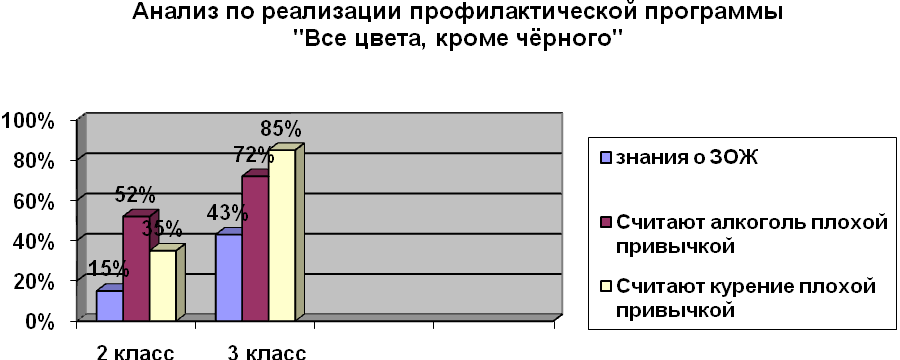 Анализ по реализации профилактической программы
"Все цвета, кроме чёрного"
100%
80%
60%
40%
20%
0%
15%
52%
35%
43%
72%
85%
2 класс
3 класс
знания о ЗОЖ
Считают алкоголь плохой
привычкой
Считают курение плохой
привычкой